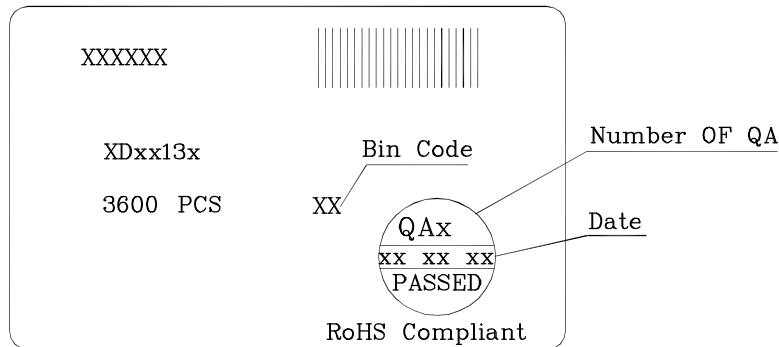 XXXXXX
XDxx13x
Bin Code
Number OF QA
3600 PCS
XX
QAx
Date
xx xx xx
PASSED
RoHS Compliant